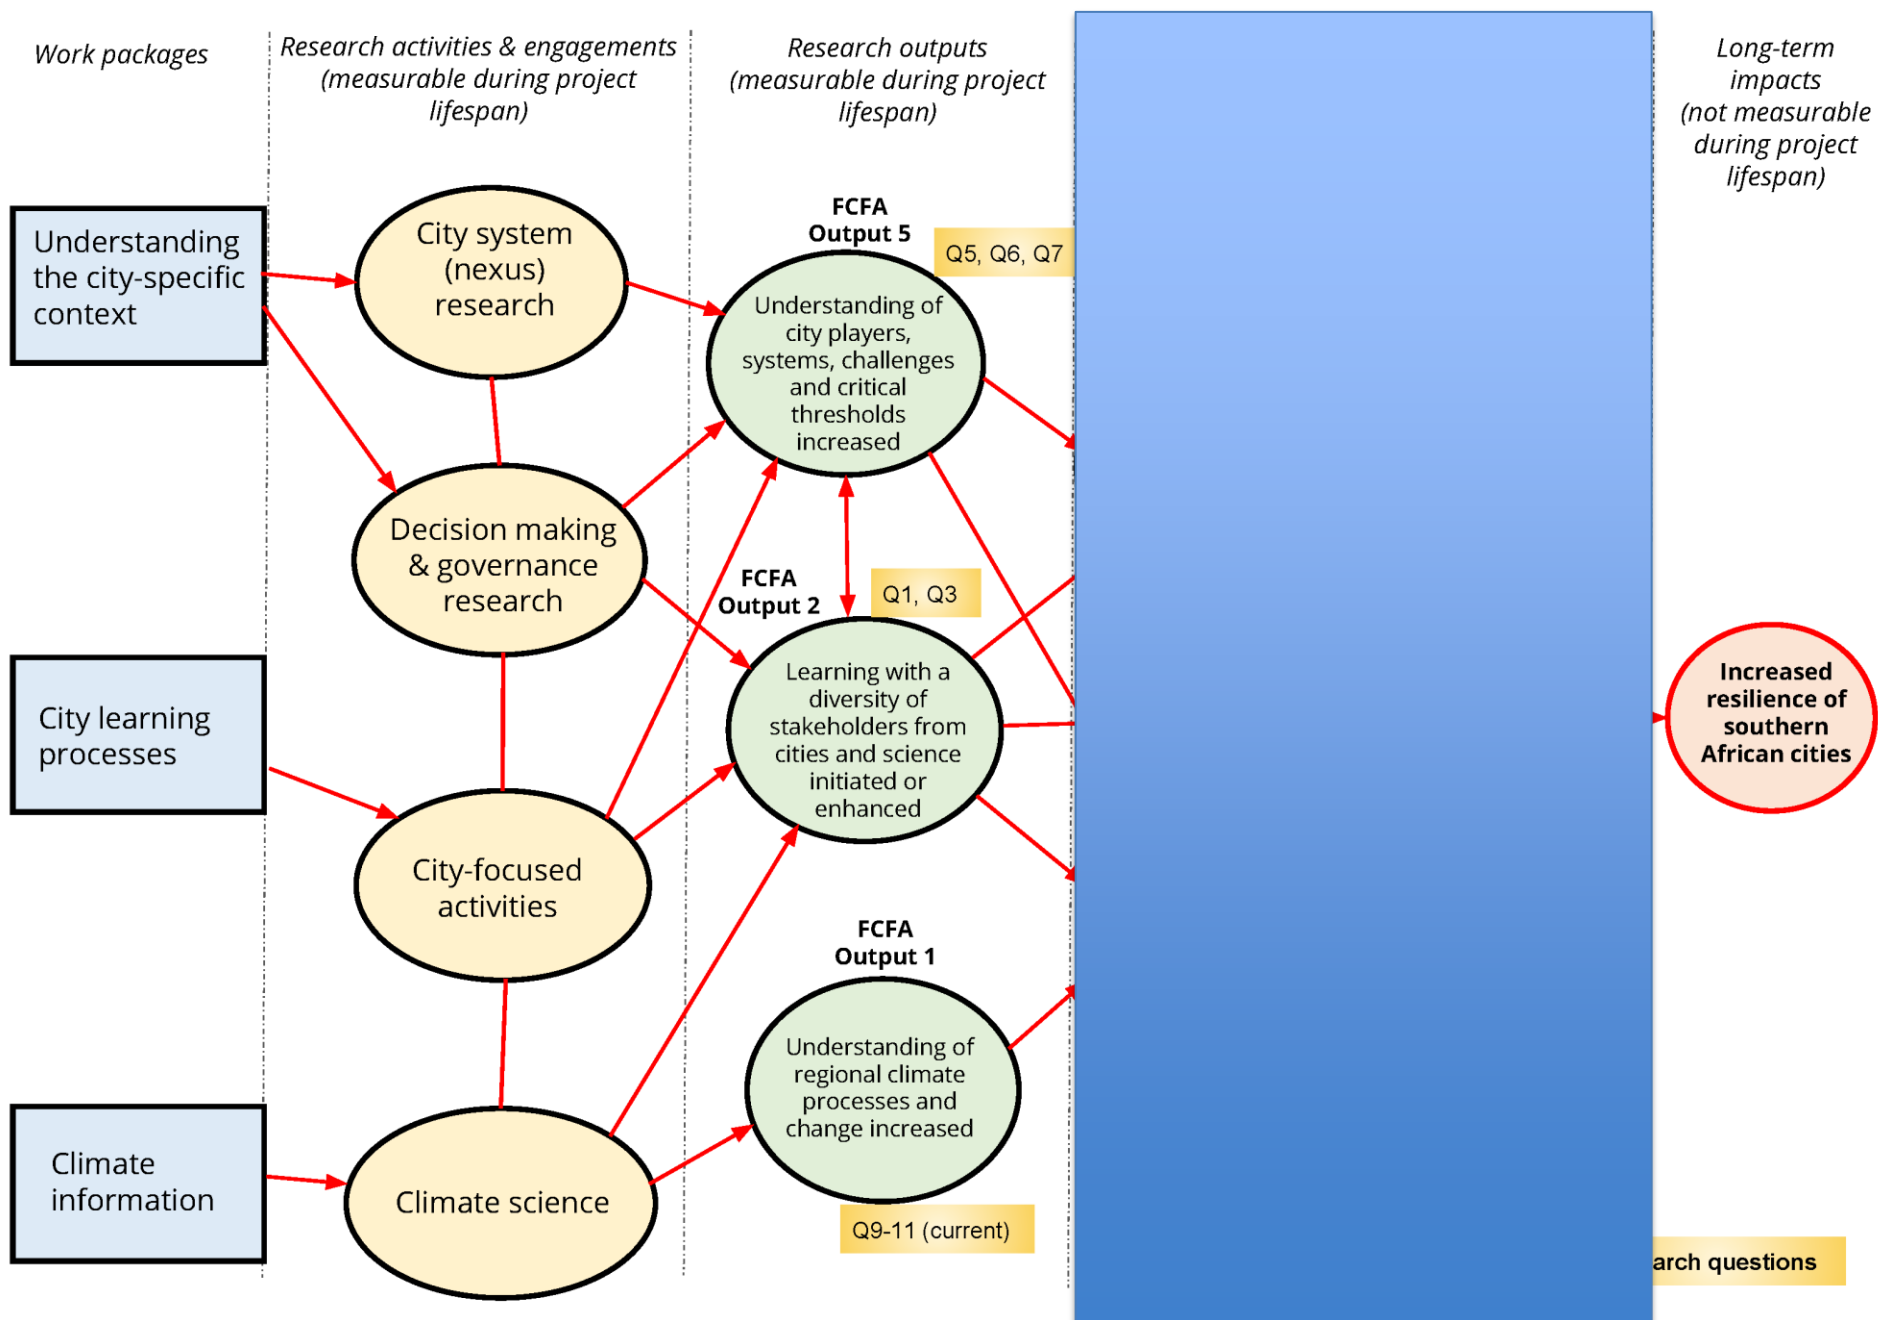 Work packages
Research activities & engagements
(measurable during project
lifespan)
Research outputs
(measurable during project
lifespan)
Long-term
impacts
(not measurable
during project
lifespan)
Understanding
the city-specific
context
City learning
processes
Climate
information
City system
(nexus)
research
Decision making
& governance
research
City-focused
activities
Climate science
FCFA
Output 5
Q5, Q6, Q7
Understanding of
city players,
systems, challenges
and critical
thresholds
increased
FCFA
Output 2
Q1, Q3
Learning with a
diversity of
stakeholders from
cities and science
initiated or
enhanced
FCFA
Output 1
Understanding of
regional climate
processes and
change increased
Q9-11 (current)
Increased
resilience of
southern
African cities
arch questions